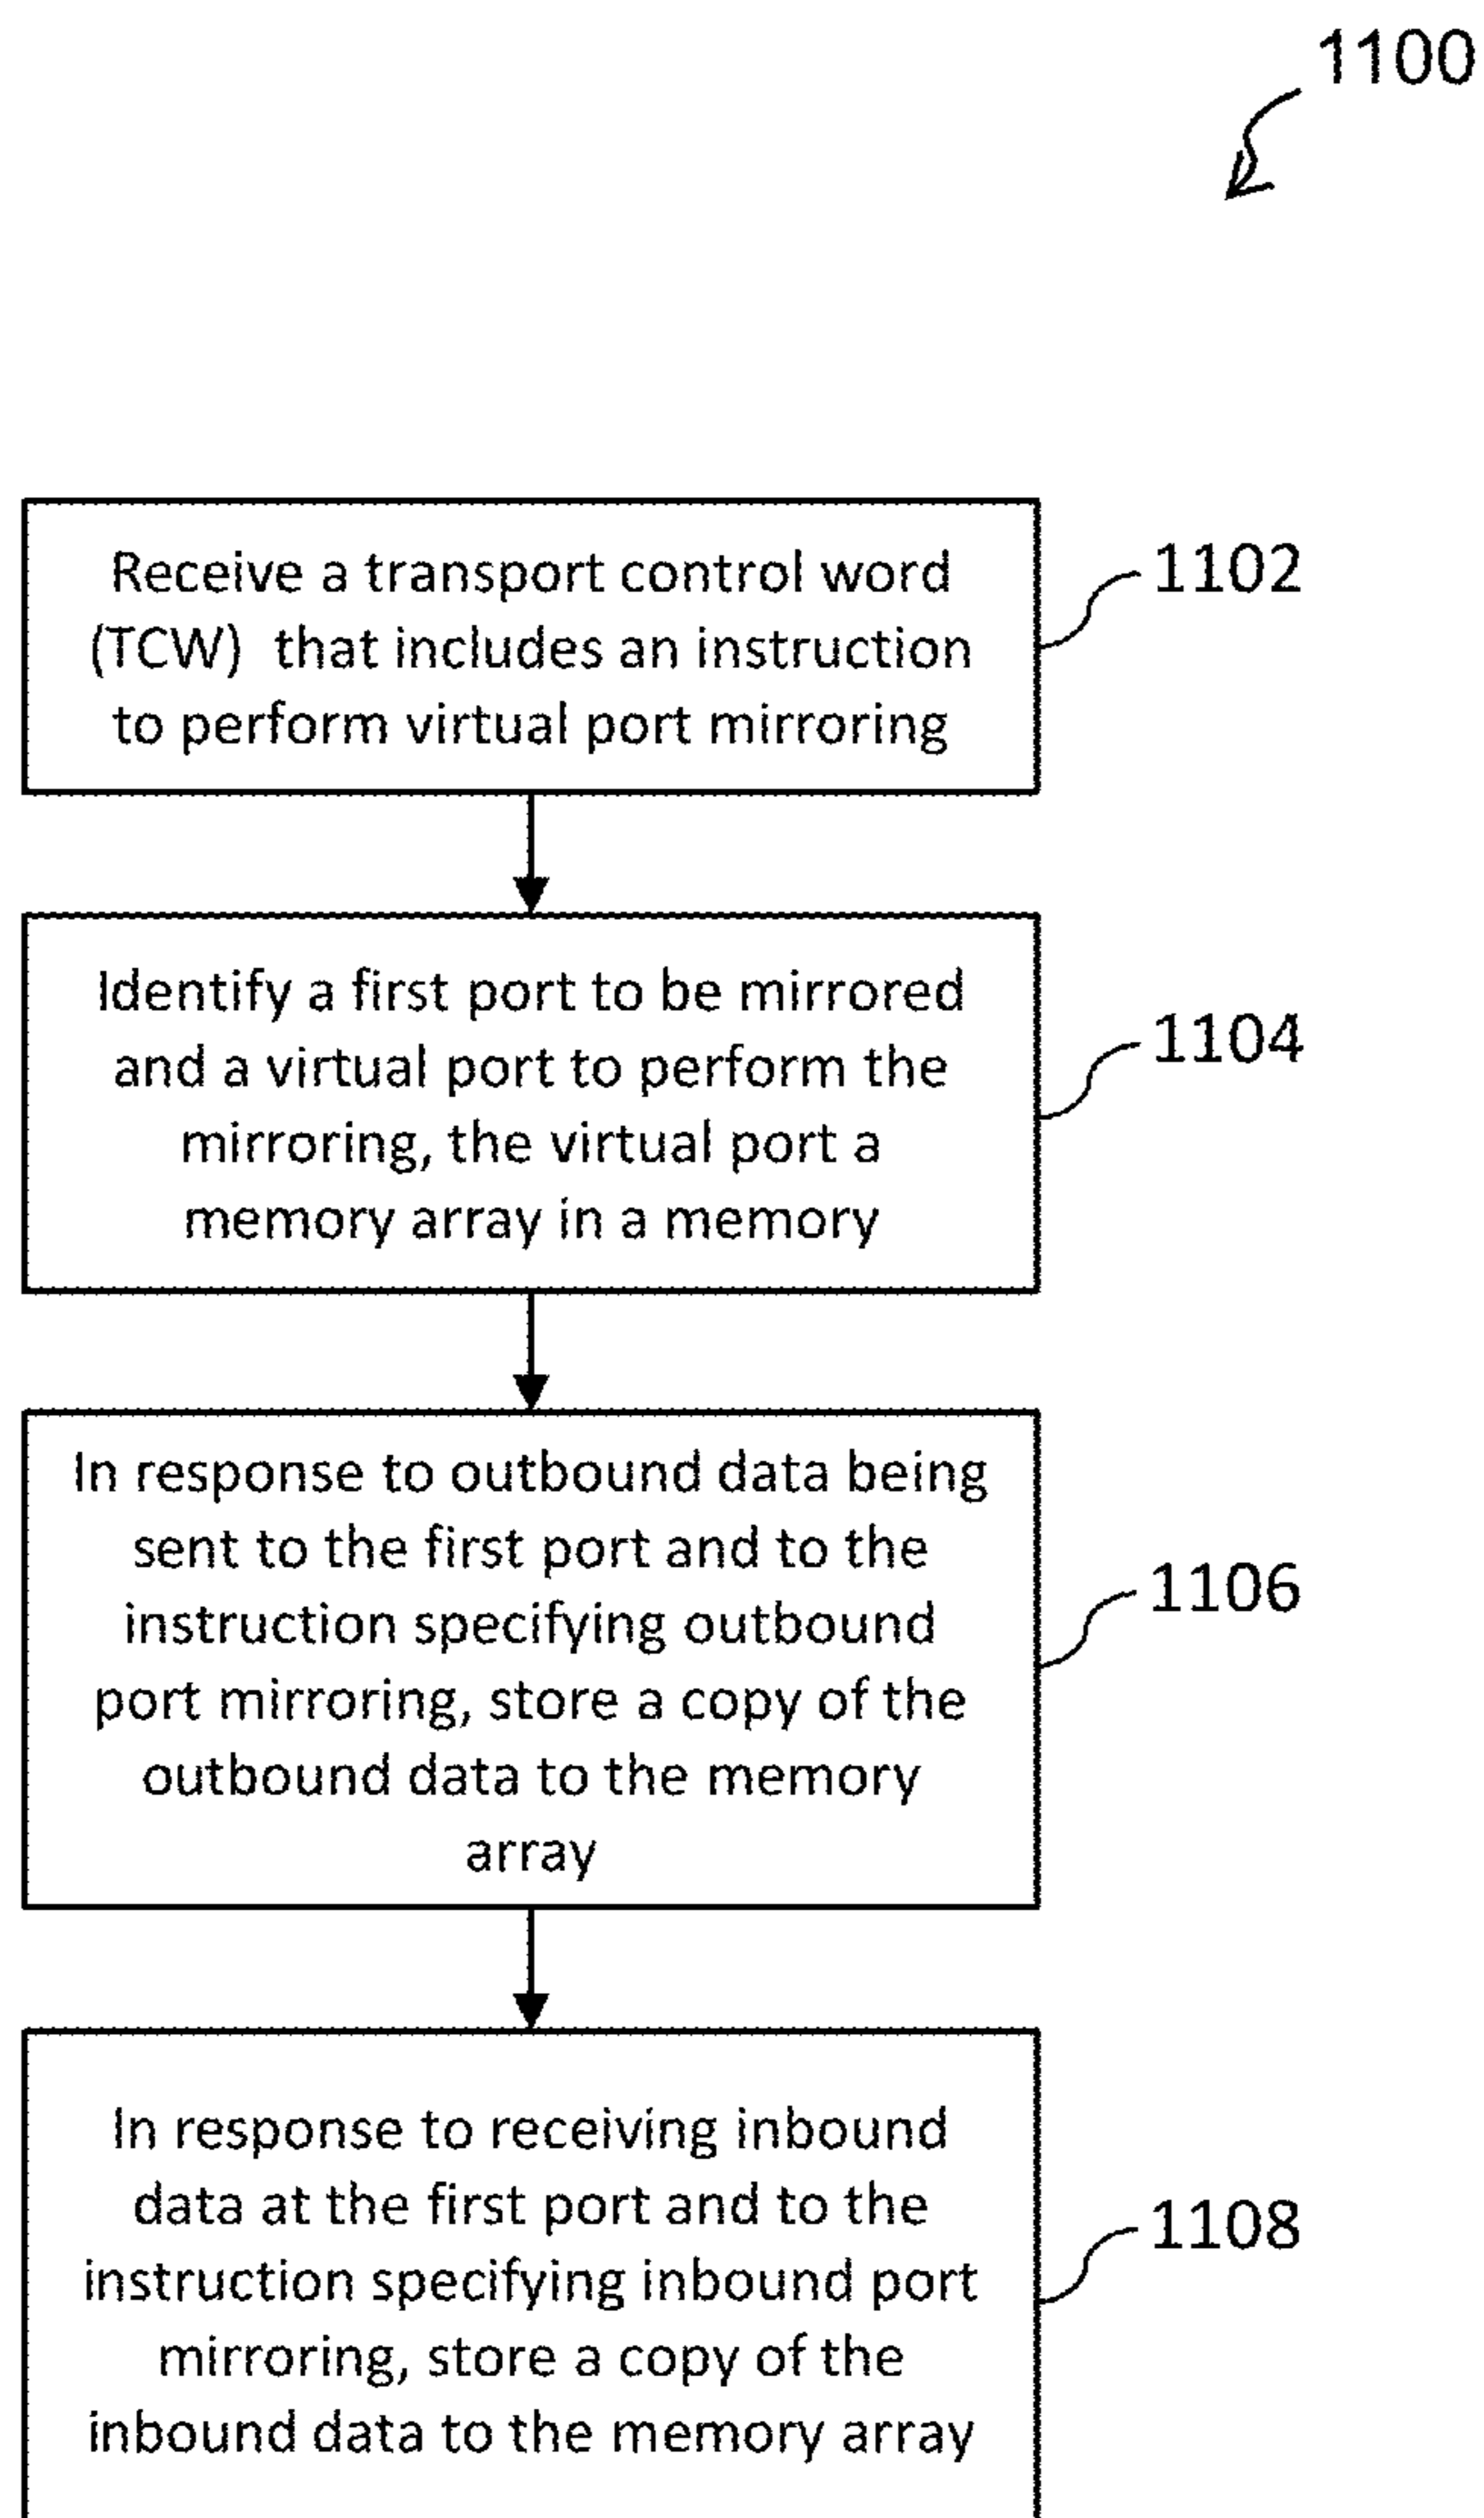 1100
Receive a transport control word
(TCW) that includes an instruction
to perform virtual port mirroring
1102
Identify a first port to be mirrored
and a virtual port to perform the
mirroring, the virtual port a
memory array in a memory
1104
In response to outbound data being
sent to the first port and to the
instruction specifying outbound
port mirroring, store a copy of the
outbound data to the memory
array
1106
In response to receiving inbound
data at the first port and to the
instruction specifying inbound port
mirroring, store a copy of the
inbound data to the memory array
1108